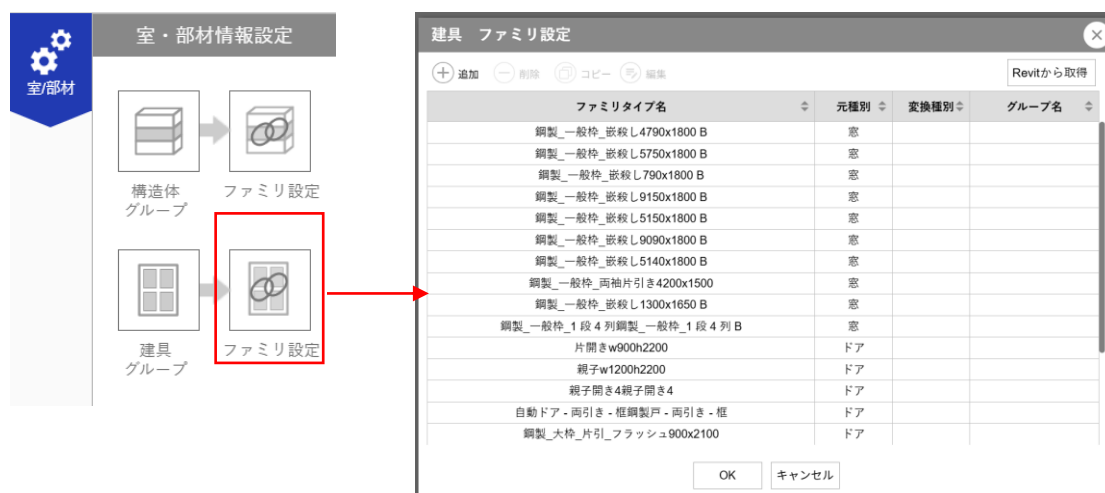 室/部材
室・部材情報設定
構造体
グループ
ファミリ設定
建具
グループ
ファミリ設定
建具 ファミリ設定
追加 削除 コピー 編集 Revitから取得
ファミリタイプ名 元種別 変換種別 グループ名
鋼製_一般枠_嵌殺し4790x1800 B 窓
鋼製_一般枠_嵌殺し5750x1800 B 窓
鋼製_一般枠_嵌殺し790x1800 B 窓
鋼製_一般枠_嵌殺し9150x1800 B 窓
鋼製_一般枠_嵌殺し5150x1800 B 窓
鋼製_一般枠_嵌殺し9090x1800 B 窓
鋼製_一般枠_嵌殺し5140x1800 B 窓
鋼製_一般枠_両袖片引き4200x1500 窓
鋼製_一般枠_嵌殺し1300x1650 B 窓
鋼製_一般枠_1 段 4 列鋼製_一般枠_1 段 4 列 B 窓
片開きw900h2200 ドア
親子w1200h2200 ドア
親子開き4親子開き4 ドア
自動ドア - 両引き - 框鋼製戸 - 両引き - 框 ドア
鋼製_大枠_片引_フラッシュ900x2100 ドア
OK キャンセル